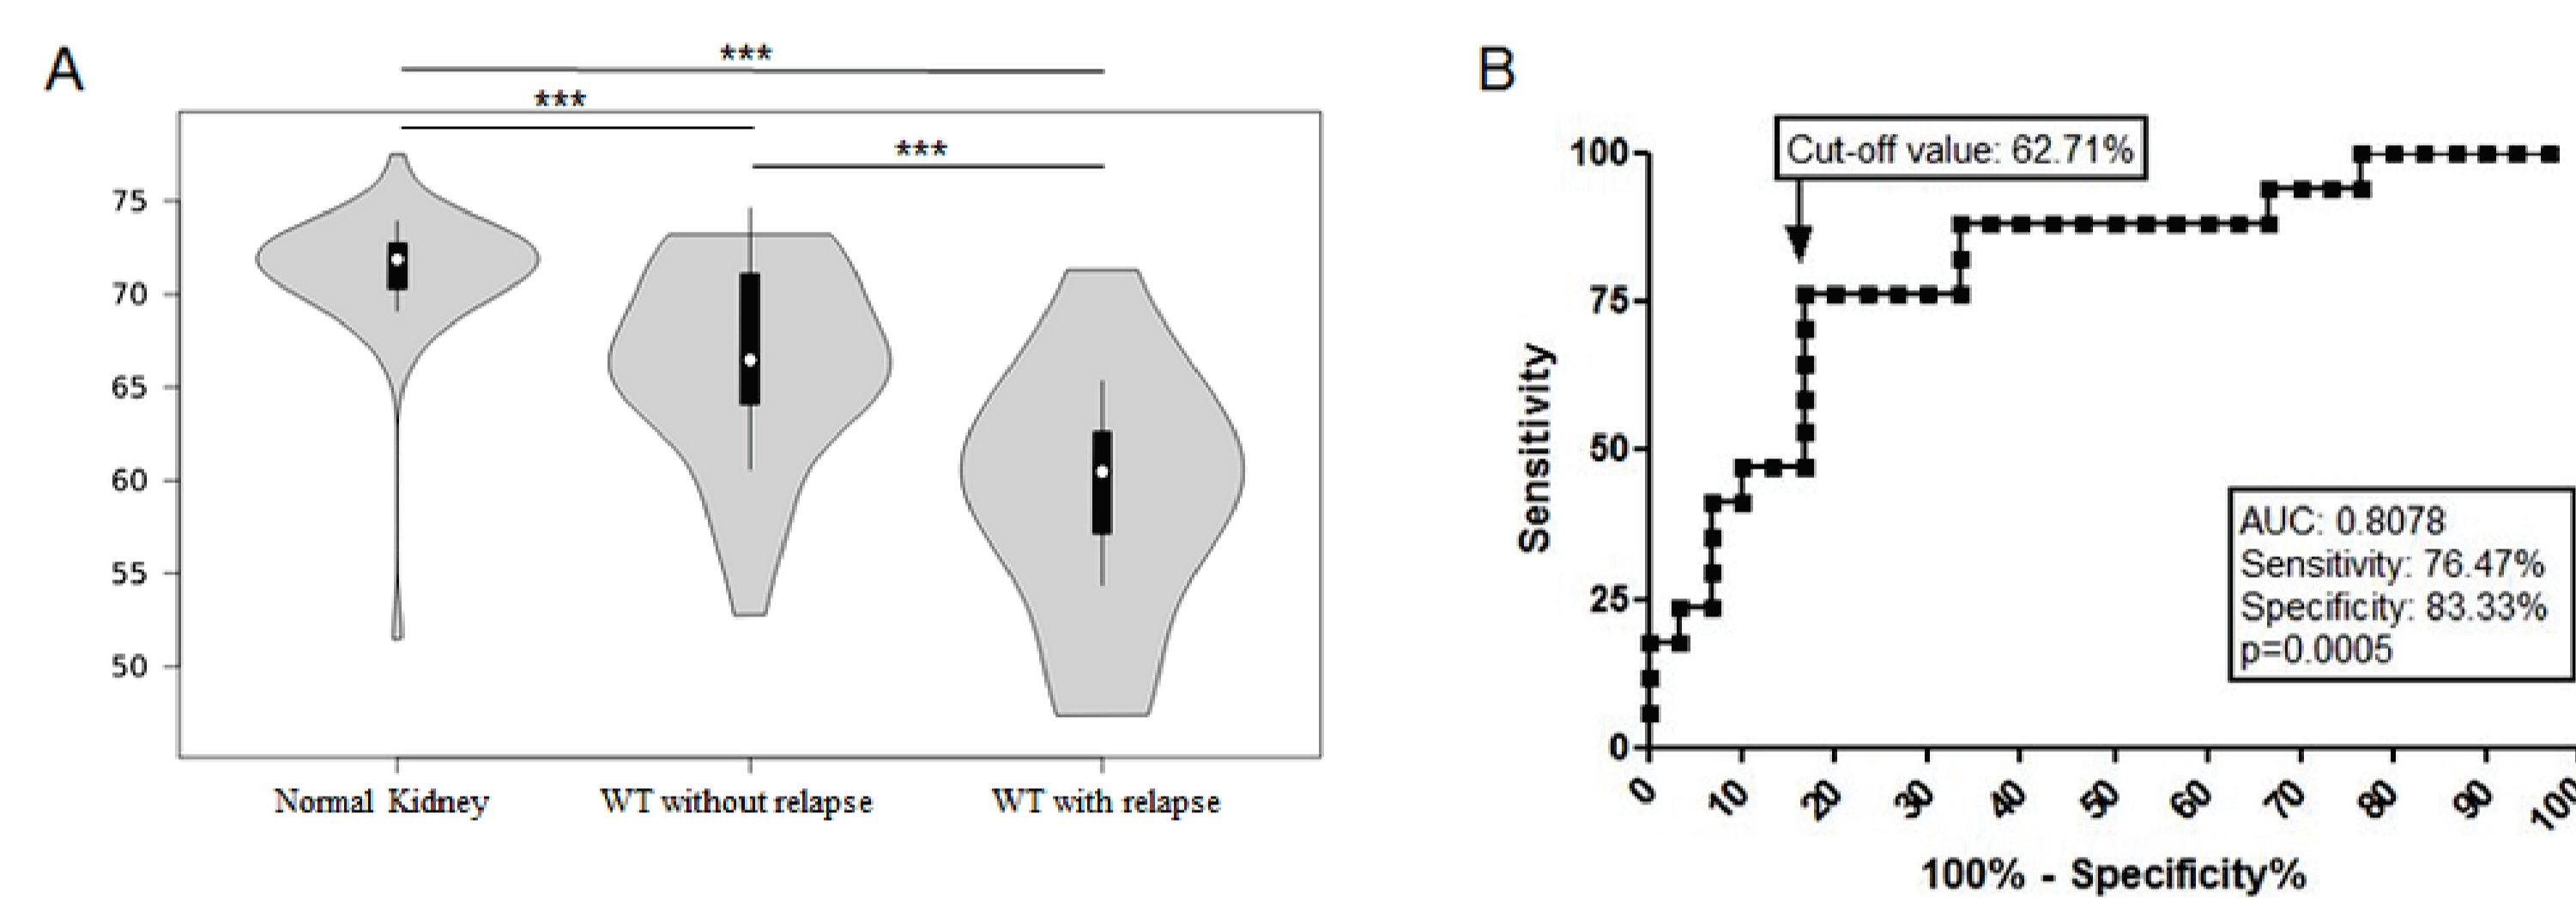 A
***
***
***
75
70
65
60
55
50
Normal Kidney
WT without relapse
WT with relapse
B
Cut-off value: 62.71%
100
75
50
25
0
Sensitivity
AUC: 0.8078
Sensitivity: 76.47%
Specificity: 83.33%
p=0.0005
0 10 20 30 40 50 60 70 80 90 100
100% - Specificity%